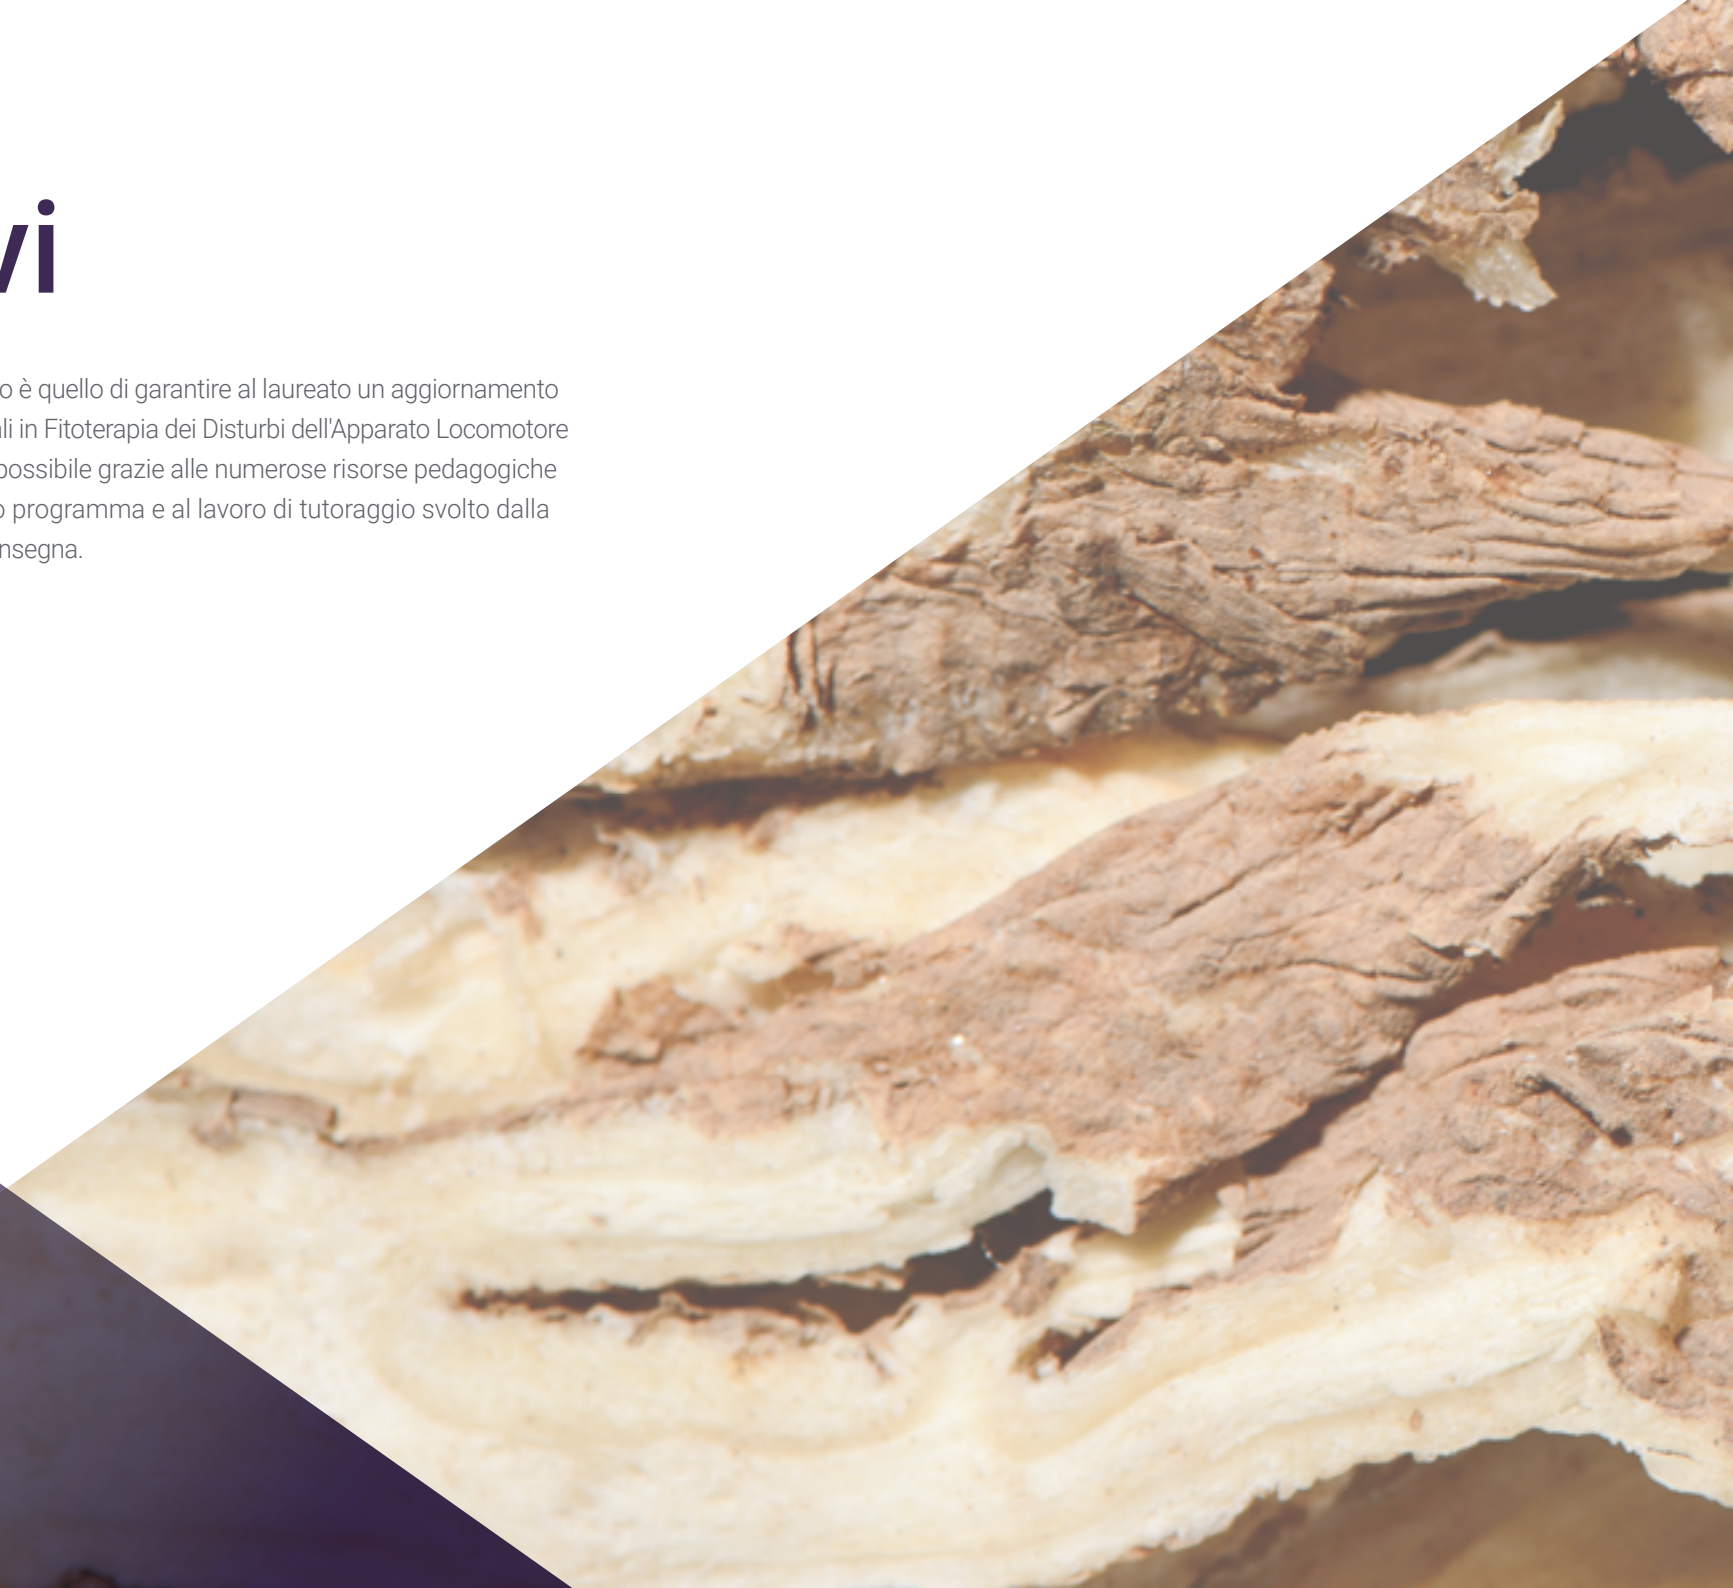 vi
o è quello di garantire al laureato un aggiornamento
ali in Fitoterapia dei Disturbi dell'Apparato Locomotore
possibile grazie alle numerose risorse pedagogiche
o programma e al lavoro di tutoraggio svolto dalla
nsegna.